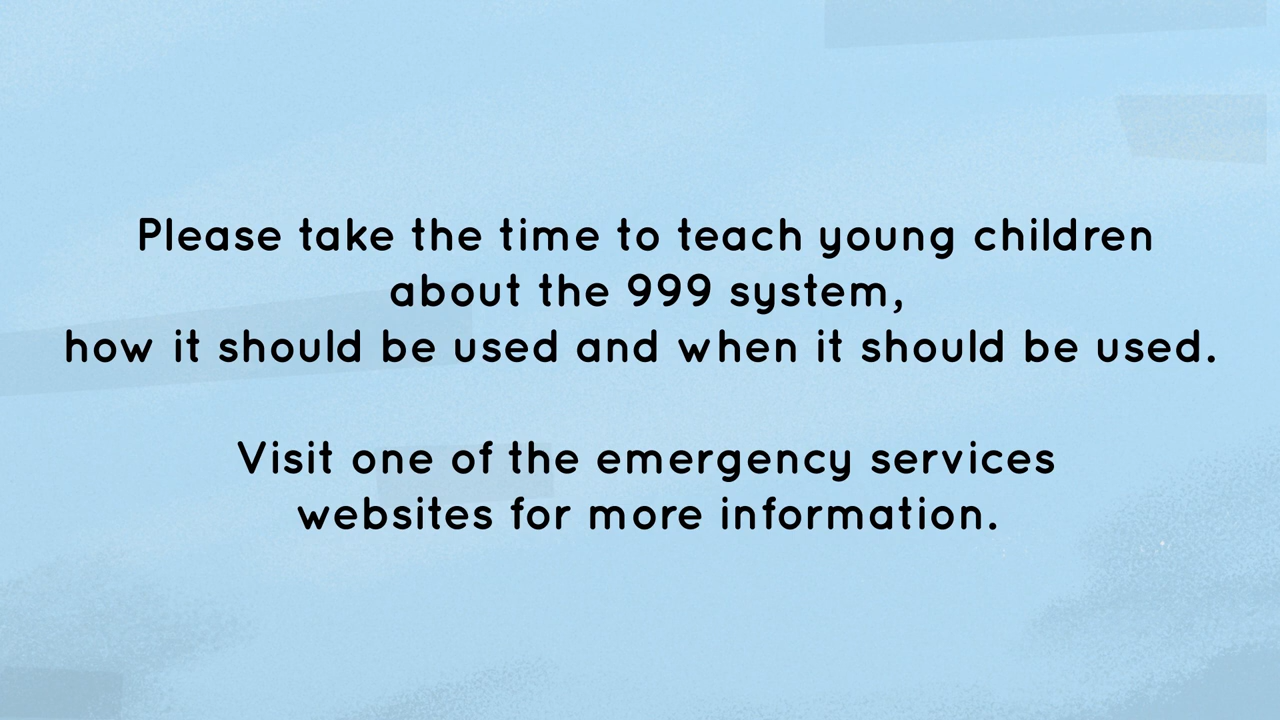 Please take the time to teach young children
about the 999 system,
how it should be used and when it should be used.
Visit one of the emergency services
websites for more information.